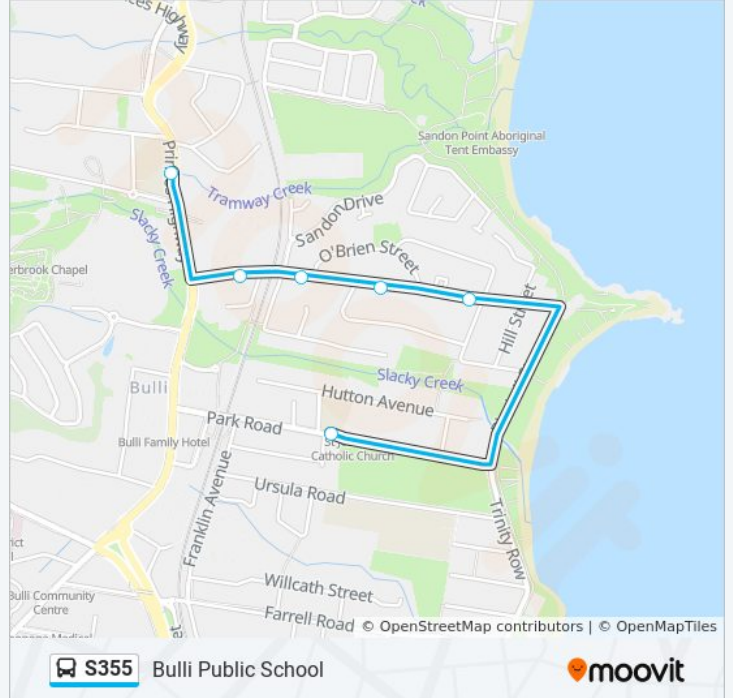 ces Highway
Sandon Point Aboriginal
Tent Embassy
Tramway Creek
Slacky Creek
Sandon Drive
O'Brien Street
erbrook Chapel
Hill Street
Slacky Creek
Bulli
Hutton Avenue
Park Road
Bulli Family Hotel
Catholic Church
Franklin Avenue
Ursula Road
Trinity Row
Willcath Street
Bulli Community
Centre
Farrell Road
© OpenStreetMap contributors | © OpenMapTiles
S355 Bulli Public School
moovit